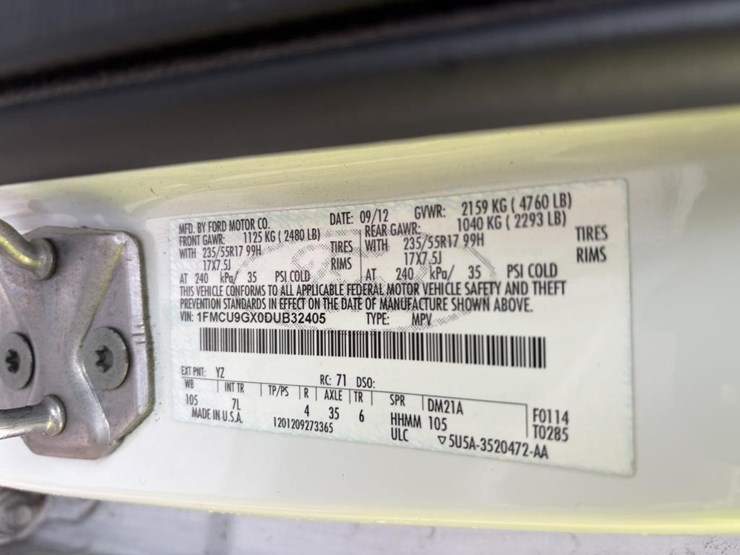 MFD. BY FORD MOTOR CO. DATE: 09/12 GVWR: 2159 KG ( 4760 LB)
FRONT GAWR: 1125 KG ( 2480 LB) REAR GAWR: 1040 KG ( 2293 LB)
WITH 235/55R17 99H TIRES WITH 235/55R17 99H TIRES
17X7.5J RIMS 17X7.5J RIMS
AT 240 kPa/ 35 PSI COLD AT 240 kPa/ 35 PSI COLD
THIS VEHICLE CONFORMS TO ALL APPLICABLE FEDERAL MOTOR VEHICLE SAFETY AND THEFT
PREVENTION STANDARDS IN EFFECT ON THE DATE OF MANUFACTURE SHOWN ABOVE.
VIN: 1FMCU9GX0DUB32405 TYPE: MPV
EXT PNT: YZ RC: 71 DSO:
WB INT TR TP/PS R AXLE TR SPR DM21A F0114
105 7L 4 35 6 HHMM 105 T0285
MADE IN U.S.A. 1201209273365 ULC ▽5U5A-3520472-AA